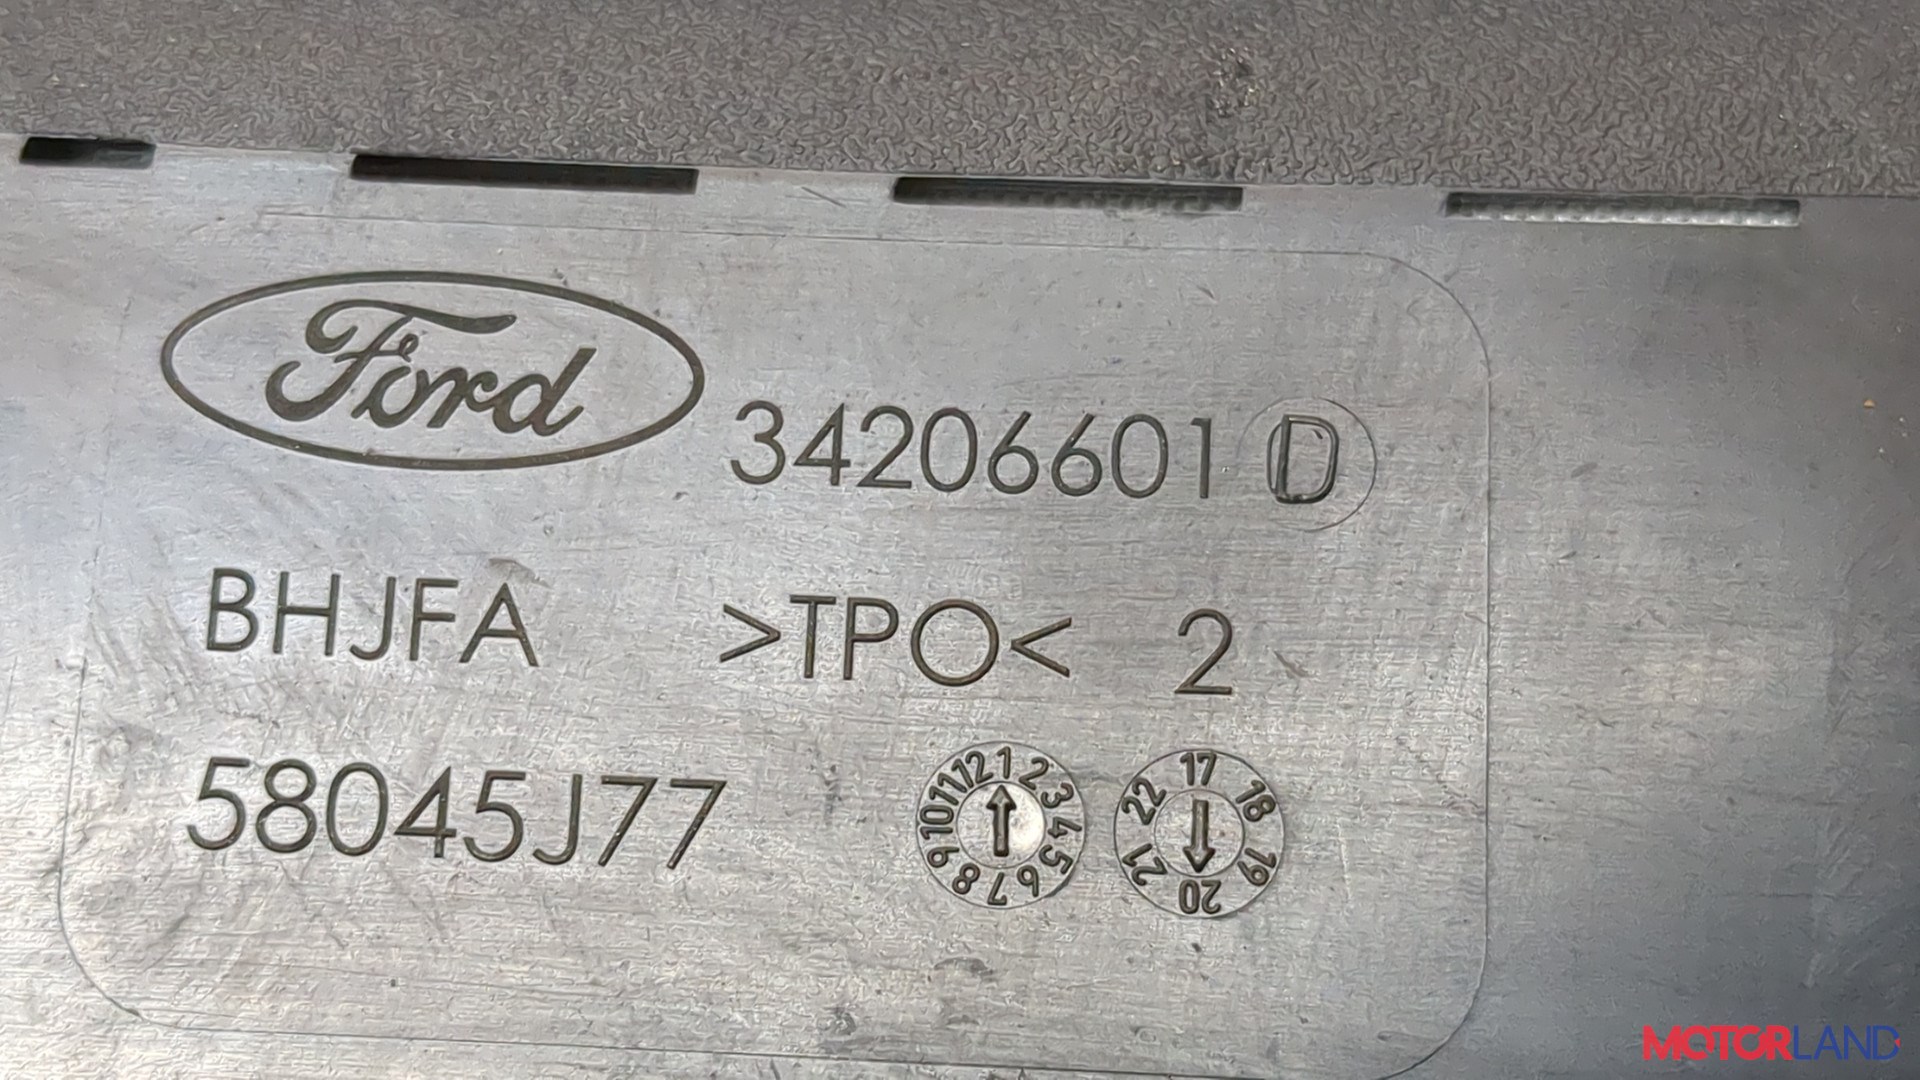 Ford 34206601 D
BHJFA >TPO< 2
58045J77
1 2 3 4 5 6 7 8 9 10 11 12
17 18 19 20 21 22
MOTORLAND